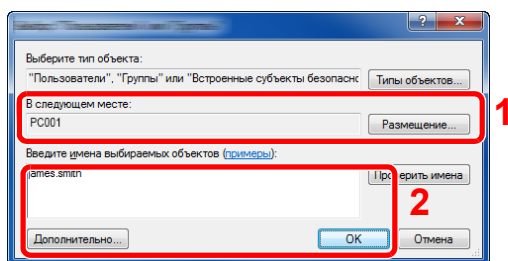 Выберите тип объекта:
"Пользователи", "Группы" или "Встроенные субъекты безопасно
Типы объектов...
В следующем месте:
1
PC001
Размещение...
Введите имена выбираемых объектов (примеры):
james.smith
Проверить имена
2
Дополнительно...
OK
Отмена